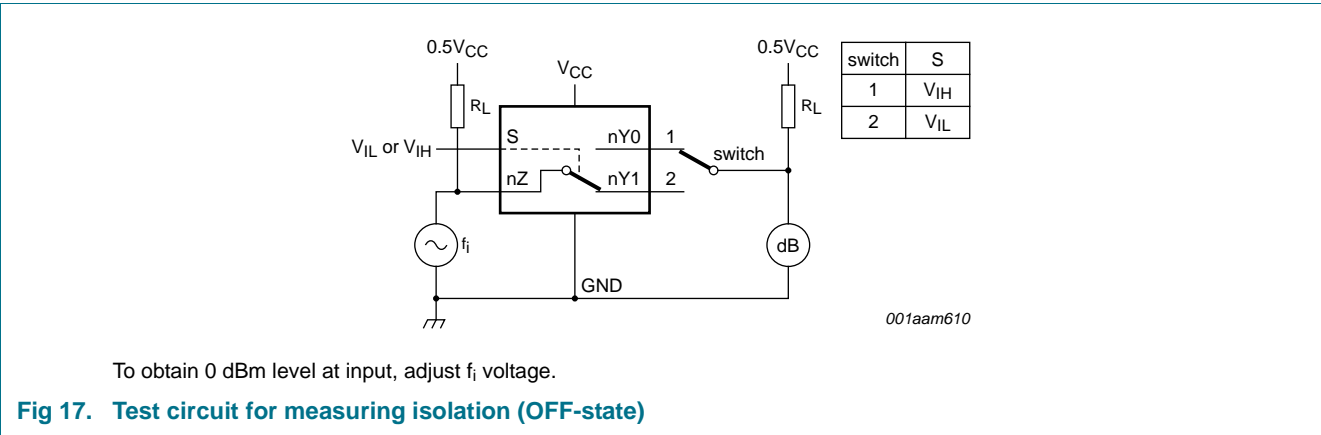 0.5VCC
VCC
0.5VCC
switch S
1 VIH
2 VIL
RL
RL
VIL or VIH
S
nY0
1
switch
nZ
nY1
2
fi
dB
GND
001aam610
To obtain 0 dBm level at input, adjust fi voltage.
Fig 17. Test circuit for measuring isolation (OFF-state)